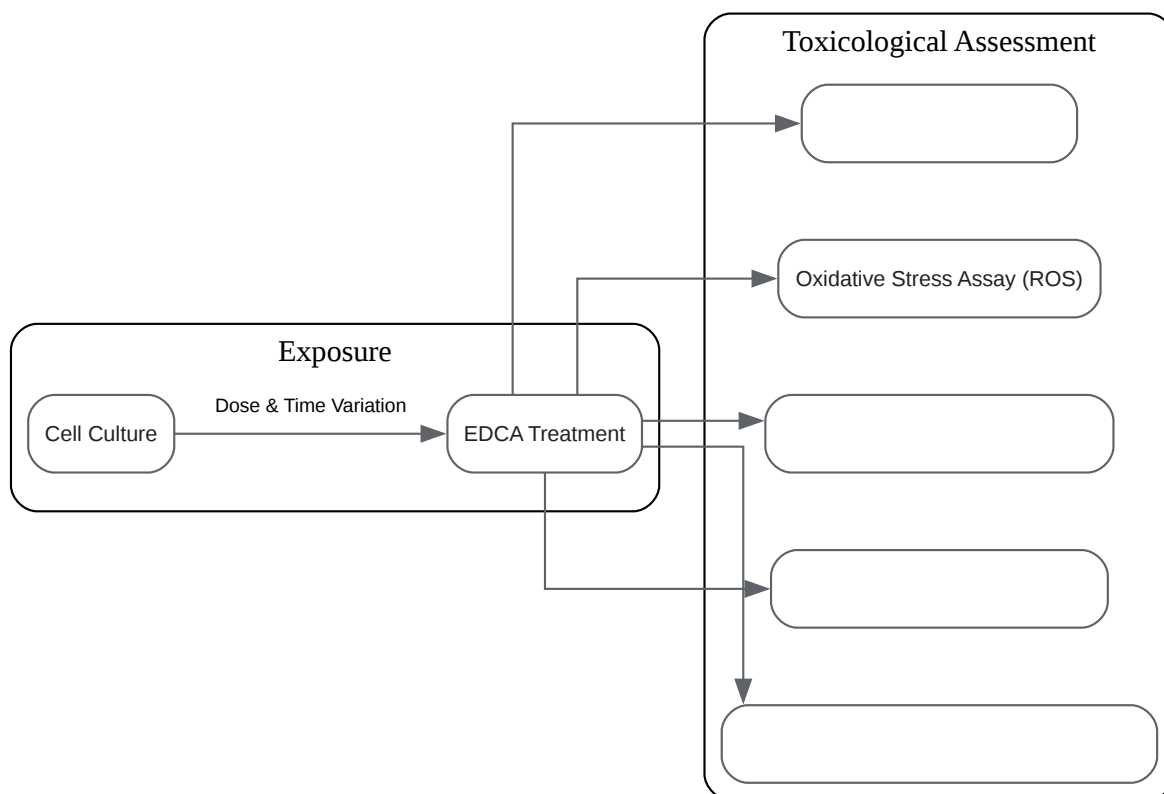 Toxicological Assessment
Oxidative Stress Assay (ROS)
Exposure
Dose & Time Variation
Cell Culture
EDCA Treatment